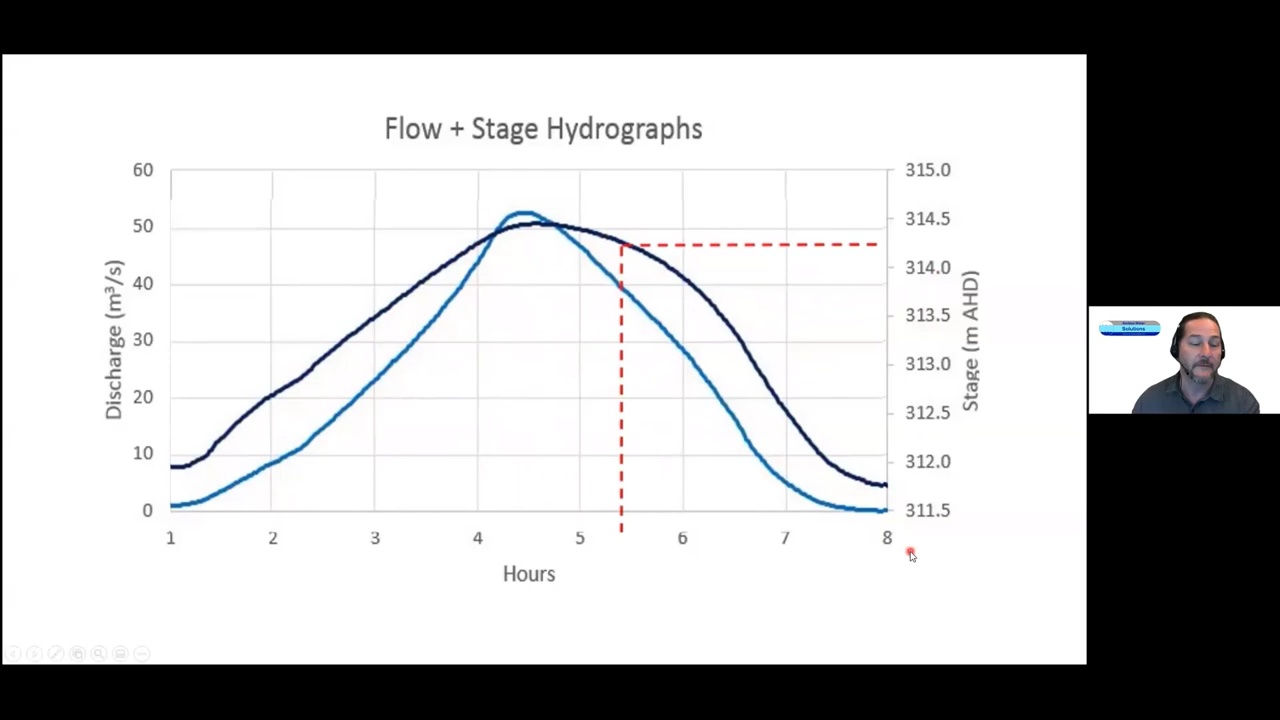 Flow + Stage Hydrographs
60
50
40
30
20
10
0
Discharge (m³/s)
315.0
314.5
314.0
313.5
313.0
312.5
312.0
311.5
Stage (m AHD)
1 2 3 4 5 6 7 8
Hours
Solutions